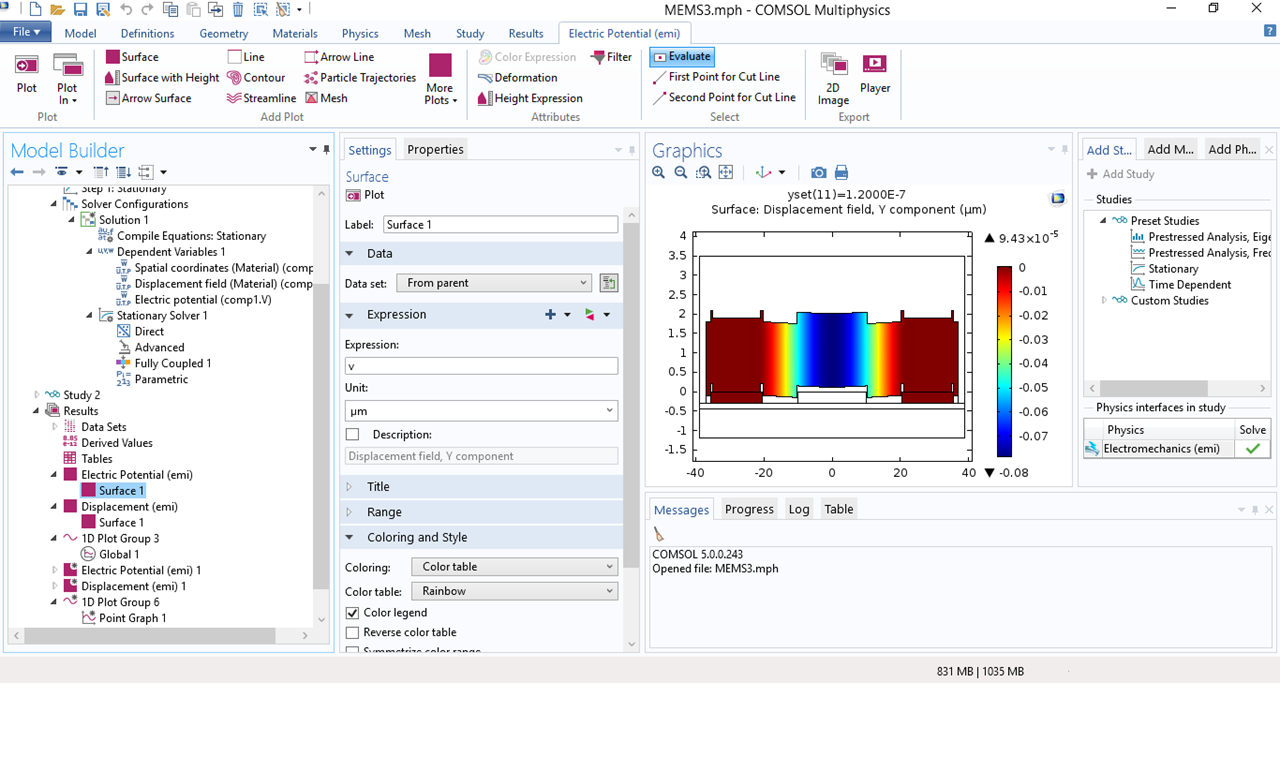 MEMS3.mph - COMSOL Multiphysics
File Model Definitions Geometry Materials Physics Mesh Study Results Electric Potential (emi)
Plot
Plot In
Plot
Surface Line Arrow Line
Surface with Height Contour Particle Trajectories
Arrow Surface Streamline Mesh
More Plots
Add Plot
Color Expression Filter
Deformation
Height Expression
Attributes
Evaluate
First Point for Cut Line
Second Point for Cut Line
Select
2D Image
Player
Export
Model Builder
Step 1: Stationary
Solver Configurations
Solution 1
Compile Equations: Stationary
Dependent Variables 1
Spatial coordinates (Material) (comp
Displacement field (Material) (comp
Electric potential (comp1.V)
Stationary Solver 1
Direct
Advanced
Fully Coupled 1
Parametric
Study 2
Results
Data Sets
Derived Values
Tables
Electric Potential (emi)
Surface 1
Displacement (emi)
Surface 1
1D Plot Group 3
Global 1
Electric Potential (emi) 1
Displacement (emi) 1
1D Plot Group 6
Point Graph 1
Settings Properties
Surface
Plot
Label: Surface 1
Data
Data set: From parent
Expression
Expression:
v
Unit:
µm
Description:
Displacement field, Y component
Title
Range
Coloring and Style
Coloring: Color table
Color table: Rainbow
Color legend
Reverse color table
Symmetrize color range
Graphics
yset(11)=1.2000E-7
Surface: Displacement field, Y component (µm)
4
3.5
3
2.5
2
1.5
1
0.5
0
-0.5
-1
-1.5
-40 -20 0 20 40
▲ 9.43×10⁻⁵
0
-0.01
-0.02
-0.03
-0.04
-0.05
-0.06
-0.07
▼ -0.08
Messages Progress Log Table
COMSOL 5.0.0.243
Opened file: MEMS3.mph
Add St... Add M... Add Ph...
Add Study
Studies
Preset Studies
Prestressed Analysis, Eige
Prestressed Analysis, Frec
Stationary
Time Dependent
Custom Studies
Physics interfaces in study
Physics Solve
Electromechanics (emi)
831 MB | 1035 MB